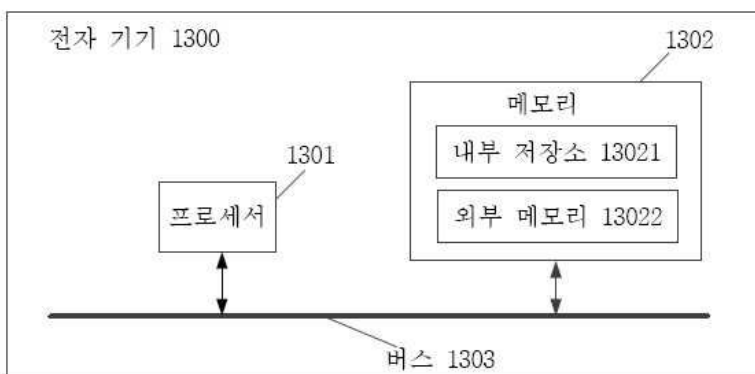 전자 기기 1300
1302
메모리
내부 저장소 13021
1301
외부 메모리 13022
프로세서
버스 1303